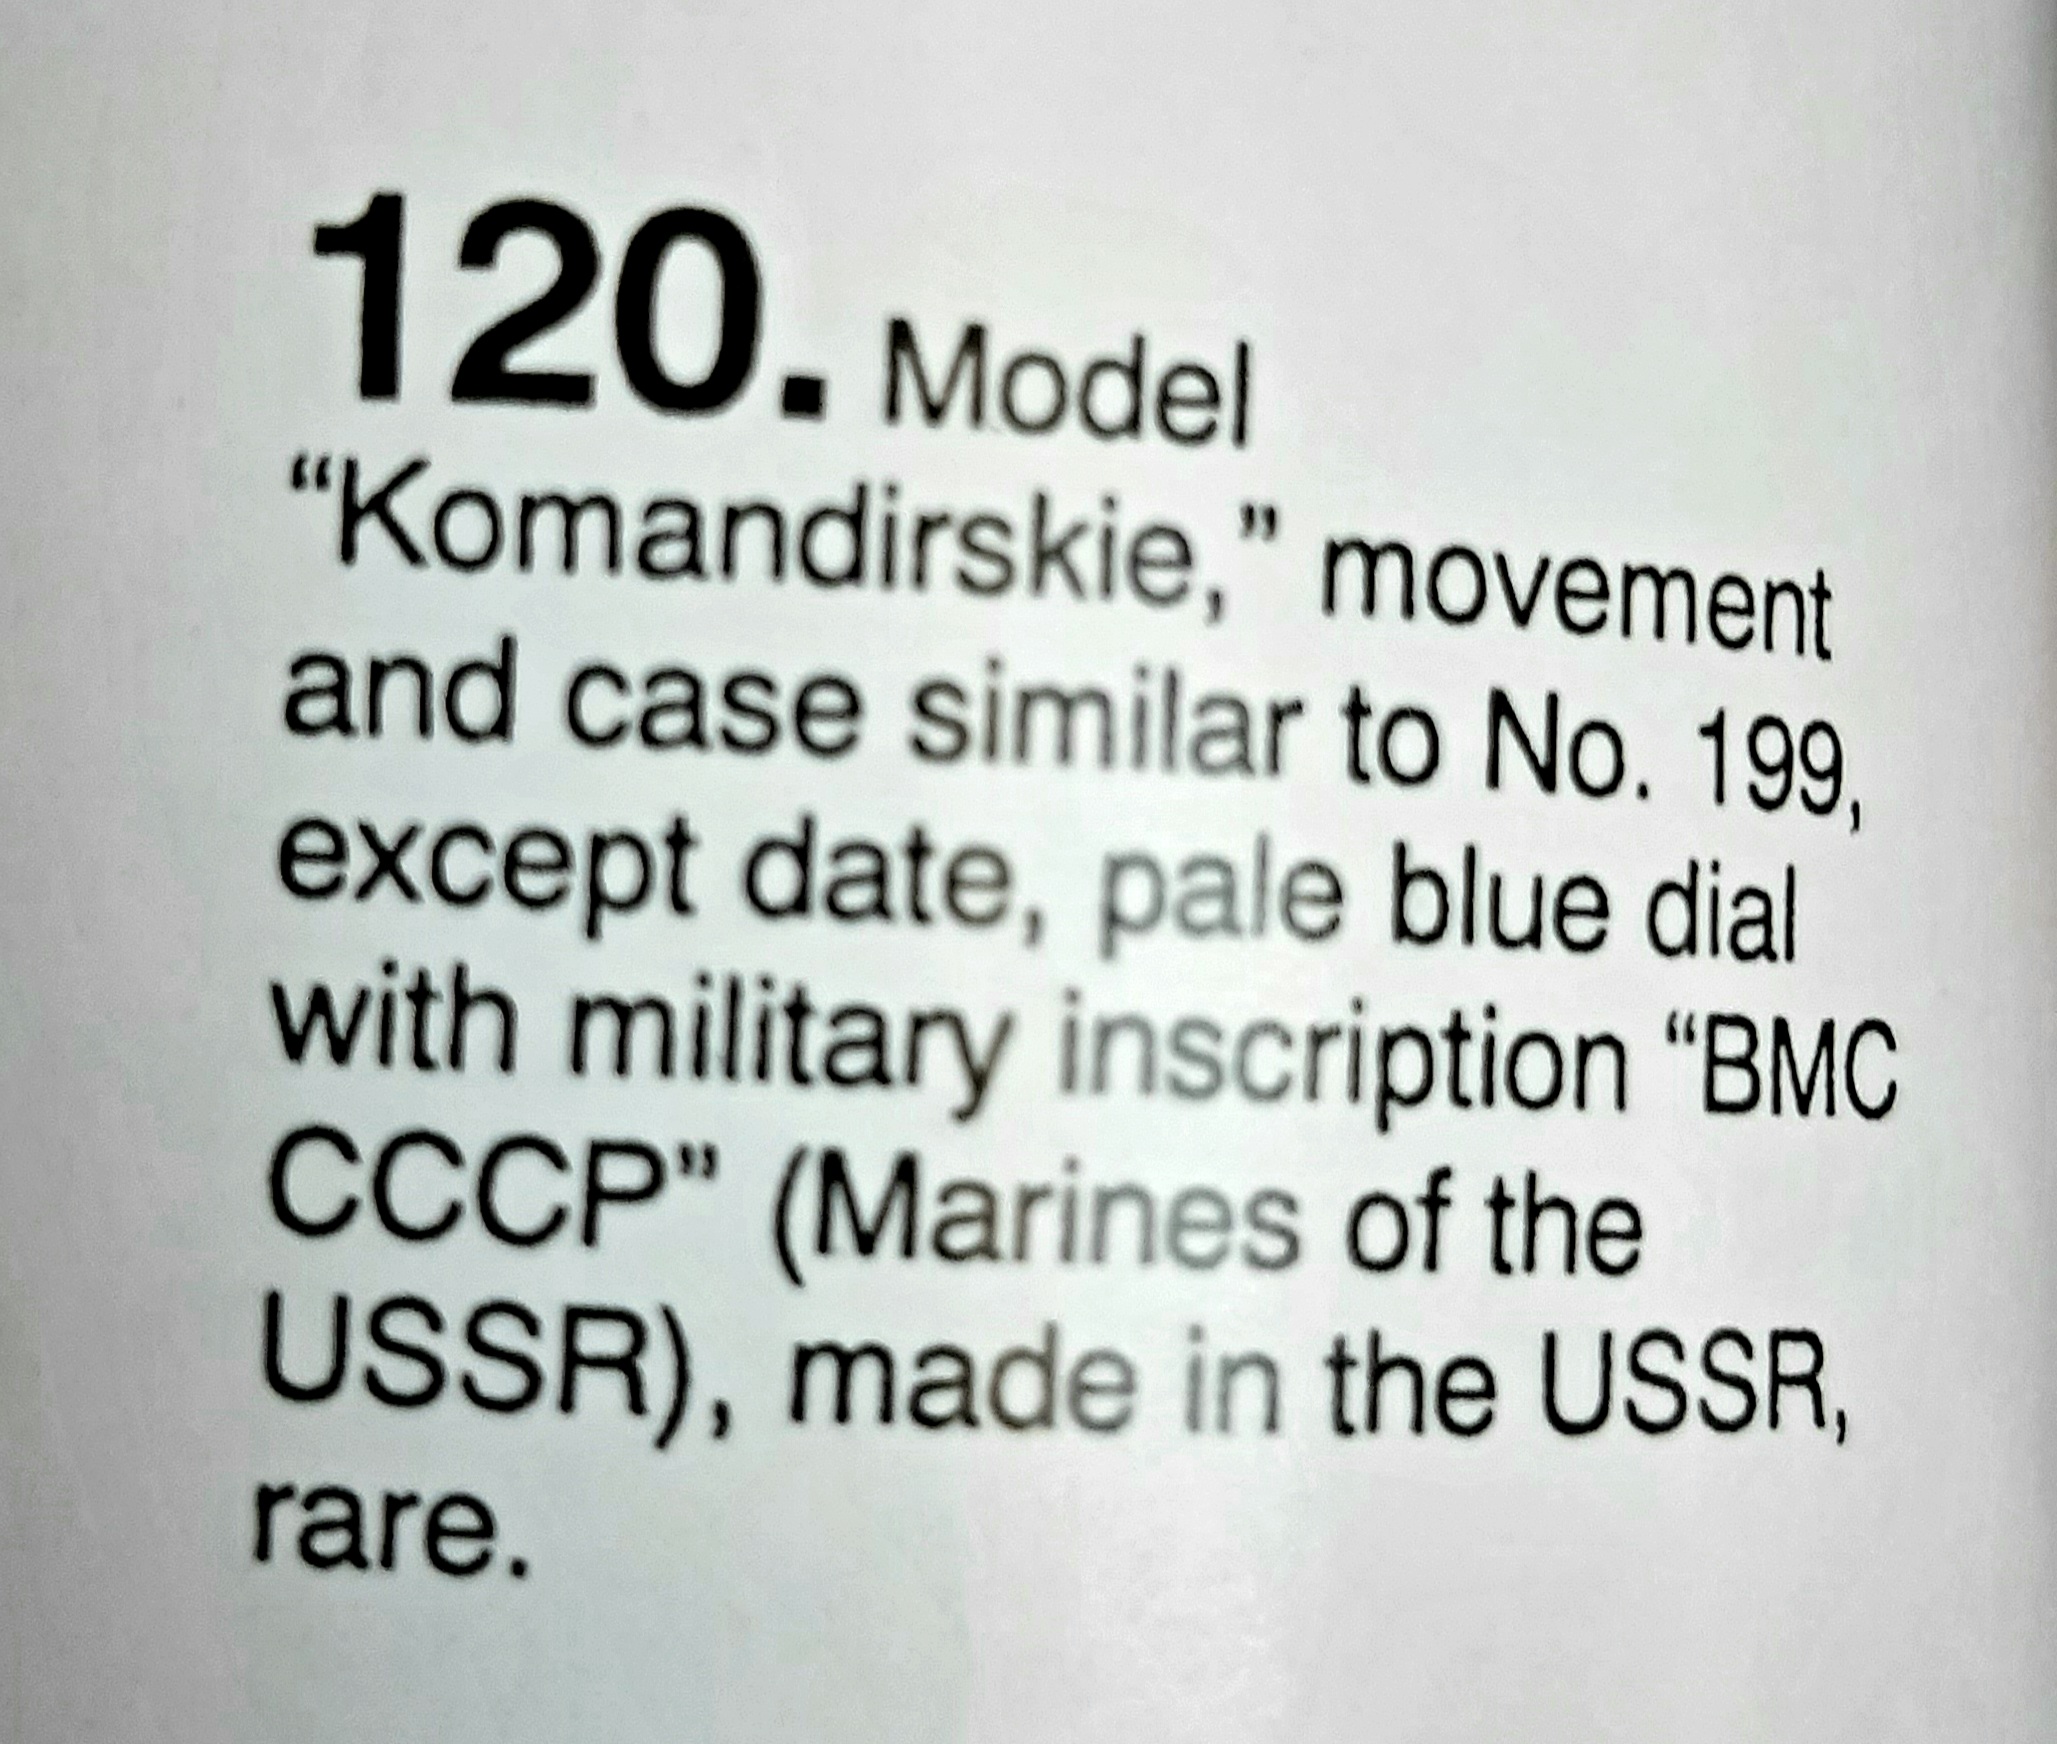 120. Model
“Komandirskie,” movement
and case similar to No. 199,
except date, pale blue dial
with military inscription “BMC
CCCP” (Marines of the
USSR), made in the USSR,
rare.